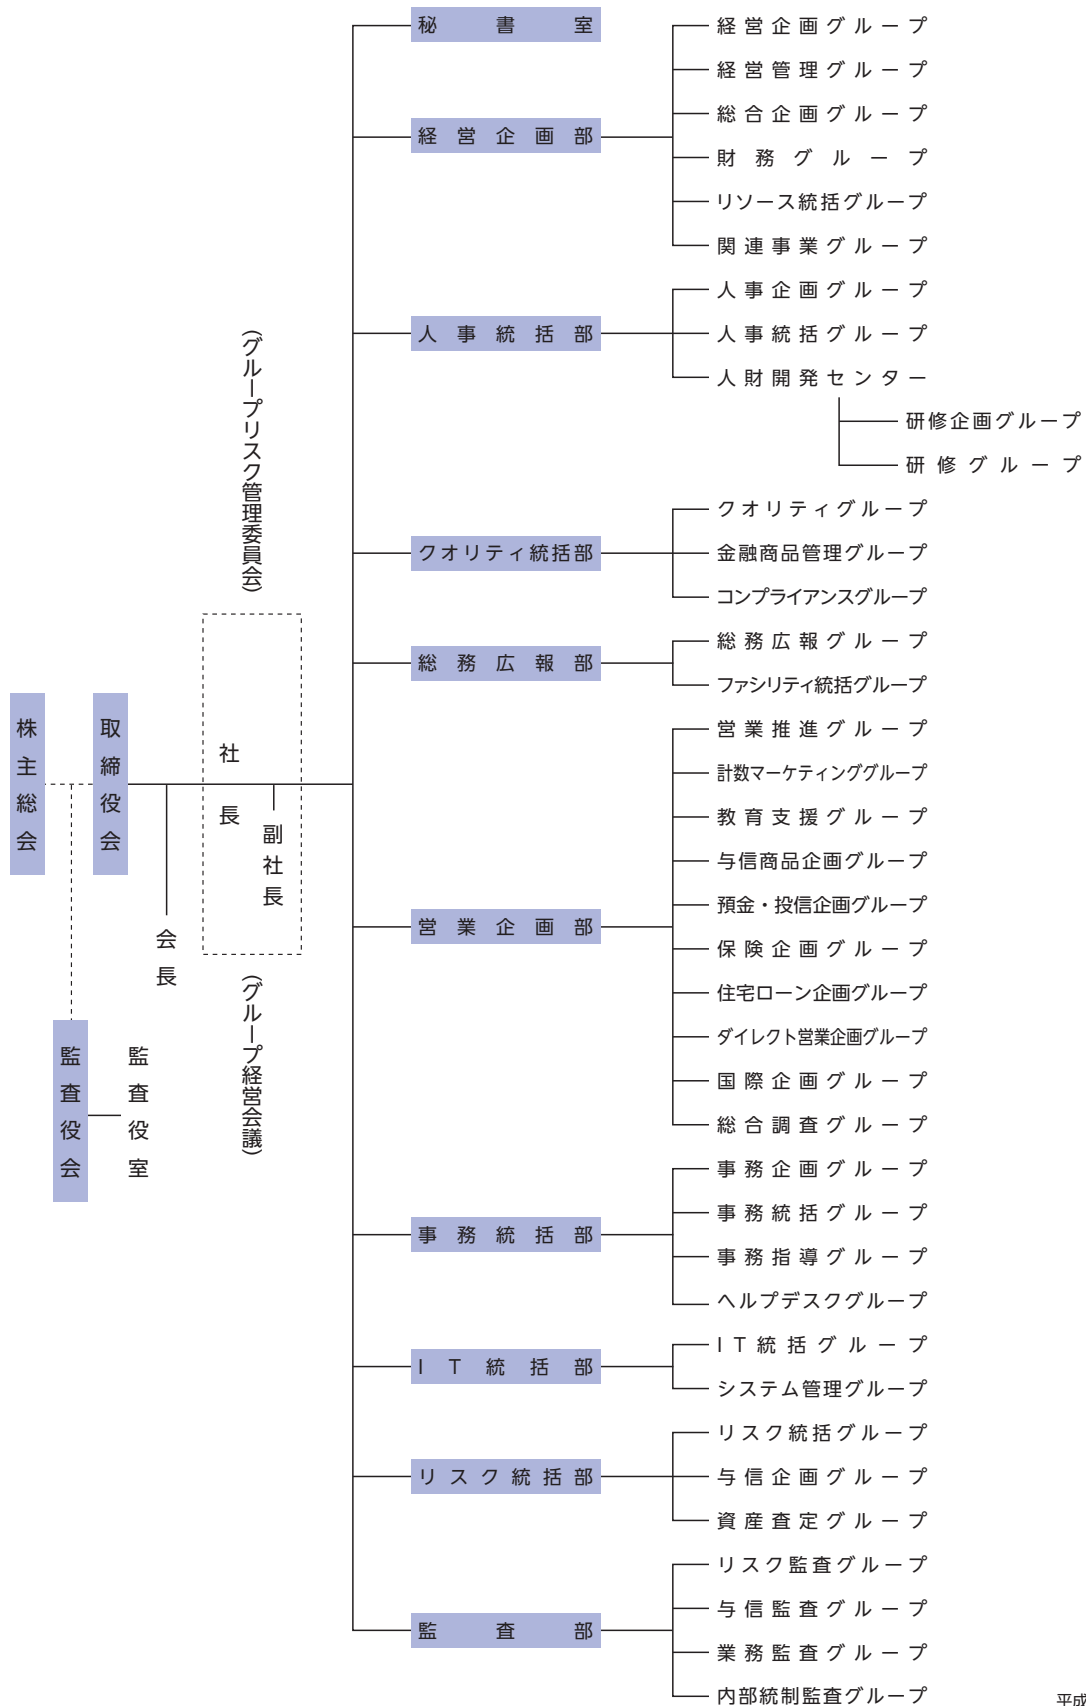 株主総会
取締役会
監査役会
監査役室
会長
社長
副社長
(グループリスク管理委員会)
(グループ経営会議)
秘書室
経営企画部
経営企画グループ
経営管理グループ
総合企画グループ
財務グループ
リソース統括グループ
関連事業グループ
人事統括部
人事企画グループ
人事統括グループ
人財開発センター
研修企画グループ
研修グループ
クオリティ統括部
クオリティグループ
金融商品管理グループ
コンプライアンスグループ
総務広報部
総務広報グループ
ファシリティ統括グループ
営業企画部
営業推進グループ
計数マーケティンググループ
教育支援グループ
与信商品企画グループ
預金・投信企画グループ
保険企画グループ
住宅ローン企画グループ
ダイレクト営業企画グループ
国際企画グループ
総合調査グループ
事務統括部
事務企画グループ
事務統括グループ
事務指導グループ
ヘルプデスクグループ
IT統括部
IT統括グループ
システム管理グループ
リスク統括部
リスク統括グループ
与信企画グループ
資産査定グループ
監査部
リスク監査グループ
与信監査グループ
業務監査グループ
内部統制監査グループ
平成